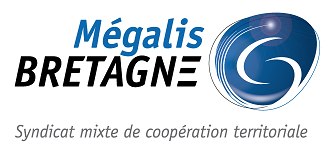 Mégalis
BRETAGNE
Syndicat mixte de coopération territoriale